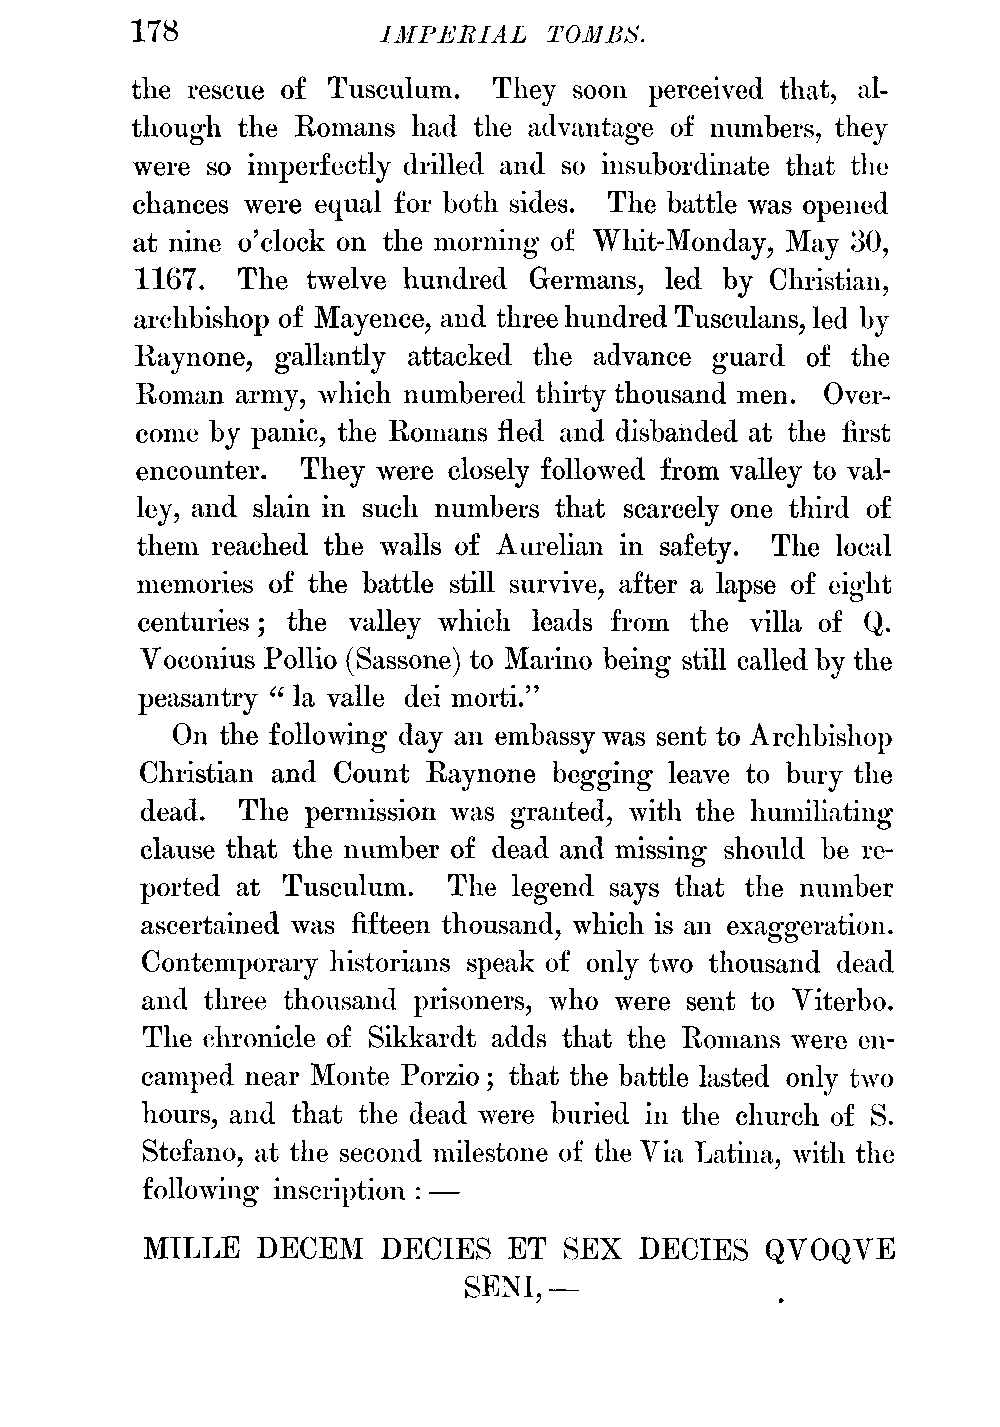 178 IMPERIAL TOMBS.
the rescue of Tusculum. They soon perceived that, al-
though the Romans had the advantage of numbers, they
were so imperfectly drilled and so insubordinate that the
chances were equal for both sides. The battle was opened
at nine o'clock on the morning of Whit-Monday, May 30,
1167. The twelve hundred Germans, led by Christian,
archbishop of Mayence, and three hundred Tusculans, led by
Raynone, gallantly attacked the advance guard of the
Roman army, which numbered thirty thousand men. Over-
come by panic, the Romans fled and disbanded at the first
encounter. They were closely followed from valley to val-
ley, and slain in such numbers that scarcely one third of
them reached the walls of Aurelian in safety. The local
memories of the battle still survive, after a lapse of eight
centuries; the valley which leads from the villa of Q.
Voconius Pollio (Sassone) to Marino being still called by the
peasantry "la valle dei morti."
On the following day an embassy was sent to Archbishop
Christian and Count Raynone begging leave to bury the
dead. The permission was granted, with the humiliating
clause that the number of dead and missing should be re-
ported at Tusculum. The legend says that the number
ascertained was fifteen thousand, which is an exaggeration.
Contemporary historians speak of only two thousand dead
and three thousand prisoners, who were sent to Viterbo.
The chronicle of Sikkardt adds that the Romans were en-
camped near Monte Porzio; that the battle lasted only two
hours, and that the dead were buried in the church of S.
Stefano, at the second milestone of the Via Latina, with the
following inscription: —
MILLE DECEM DECIES ET SEX DECIES QVOQVE
SENI, —